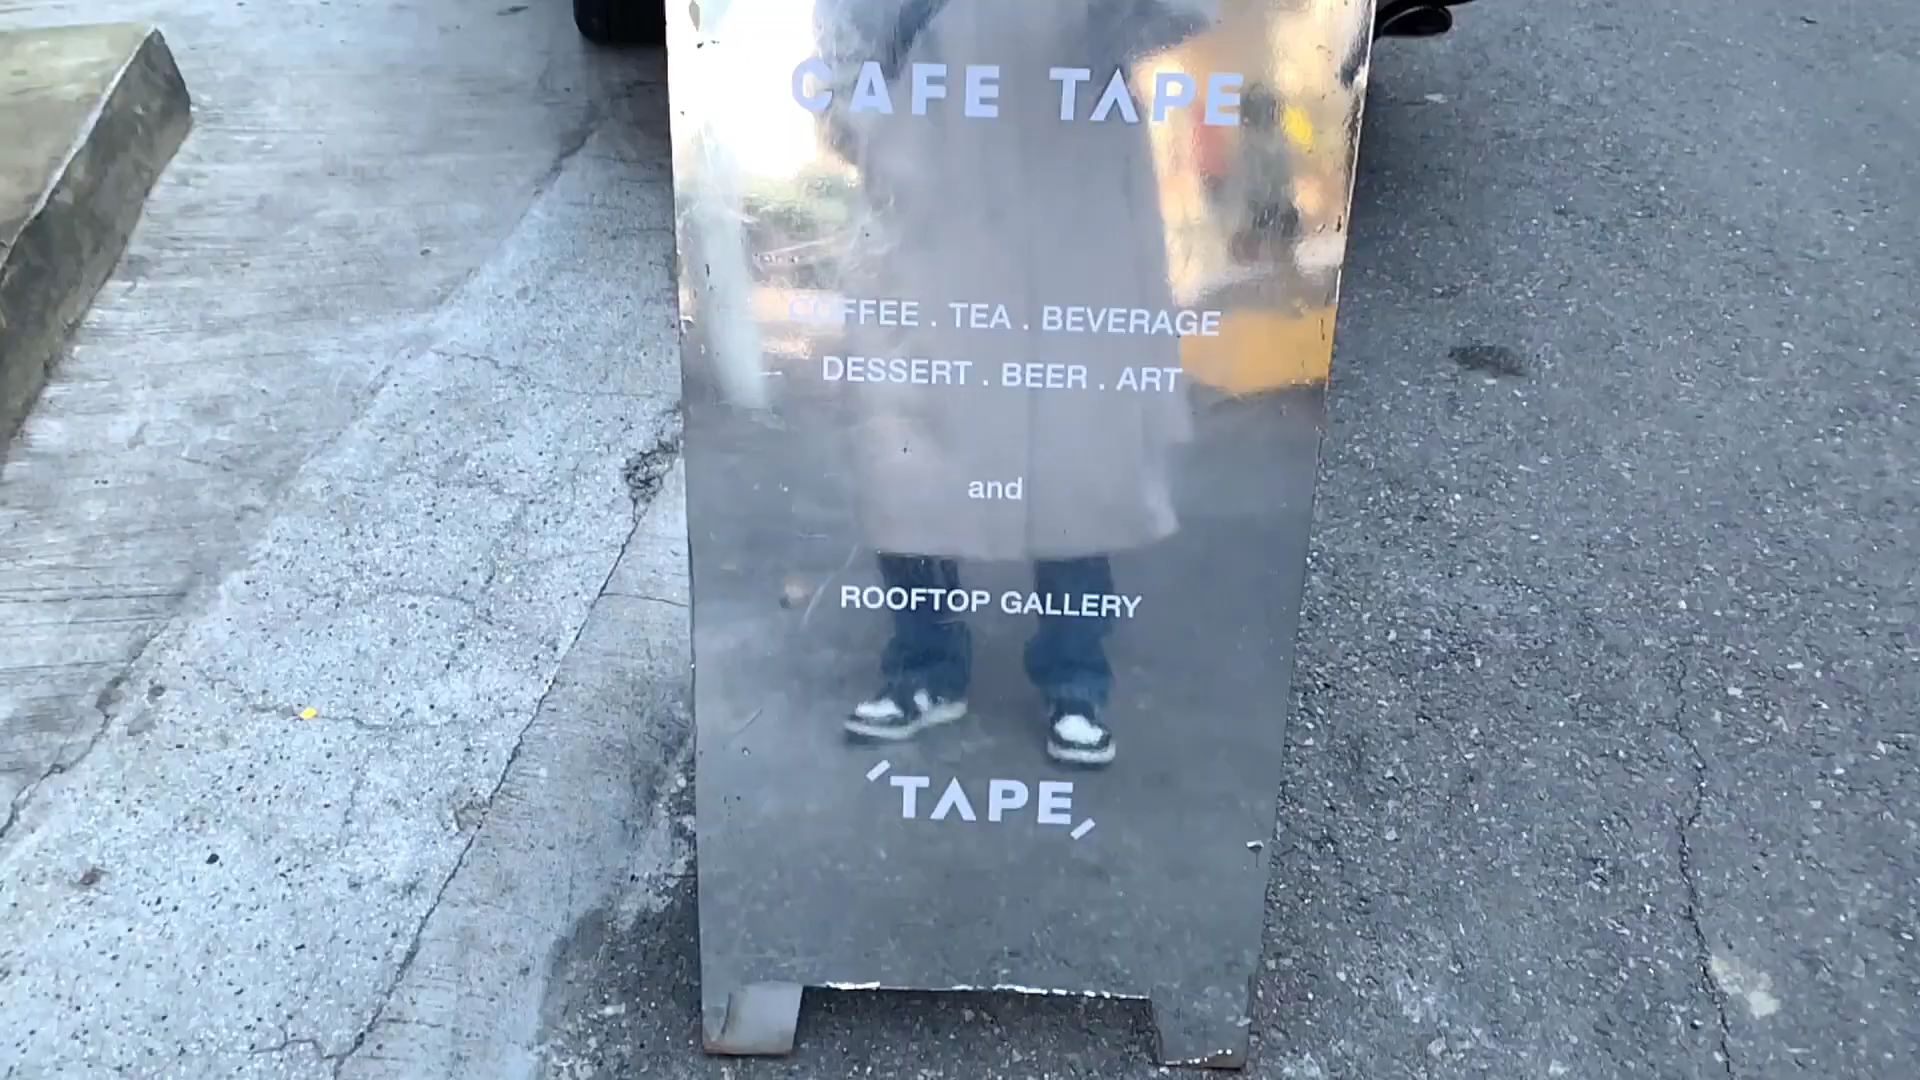 CAFE TAPE
COFFEE . TEA . BEVERAGE
DESSERT . BEER . ART
and
ROOFTOP GALLERY
TAPE